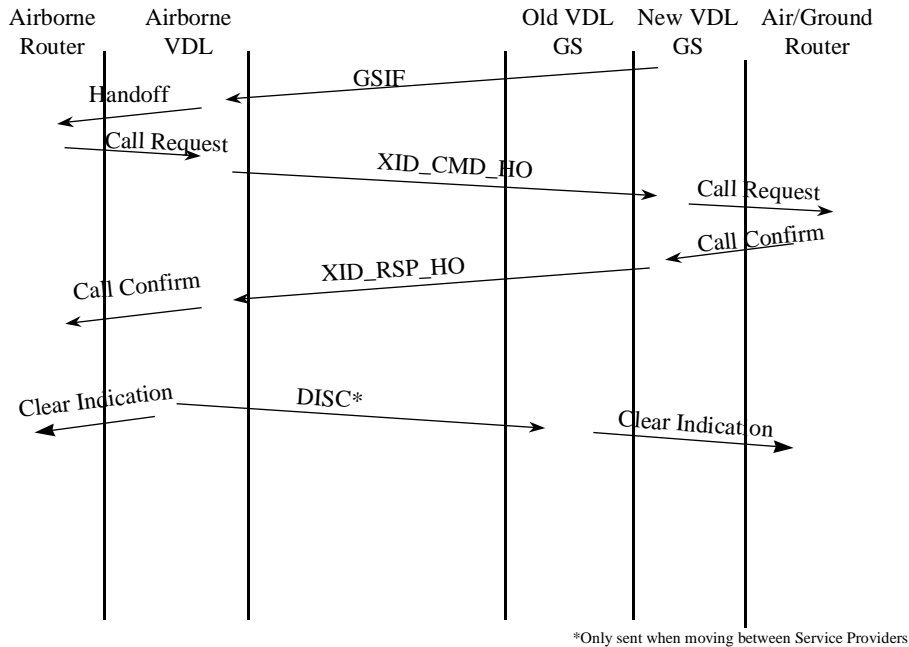 Airborne
Router
Airborne
VDL
Old VDL
GS
New VDL
GS
Air/Ground
Router
GSIF
Handoff
Call Request
XID_CMD_HO
Call Request
Call Confirm
XID_RSP_HO
Call Confirm
Clear Indication
DISC*
Clear Indication
*Only sent when moving between Service Providers